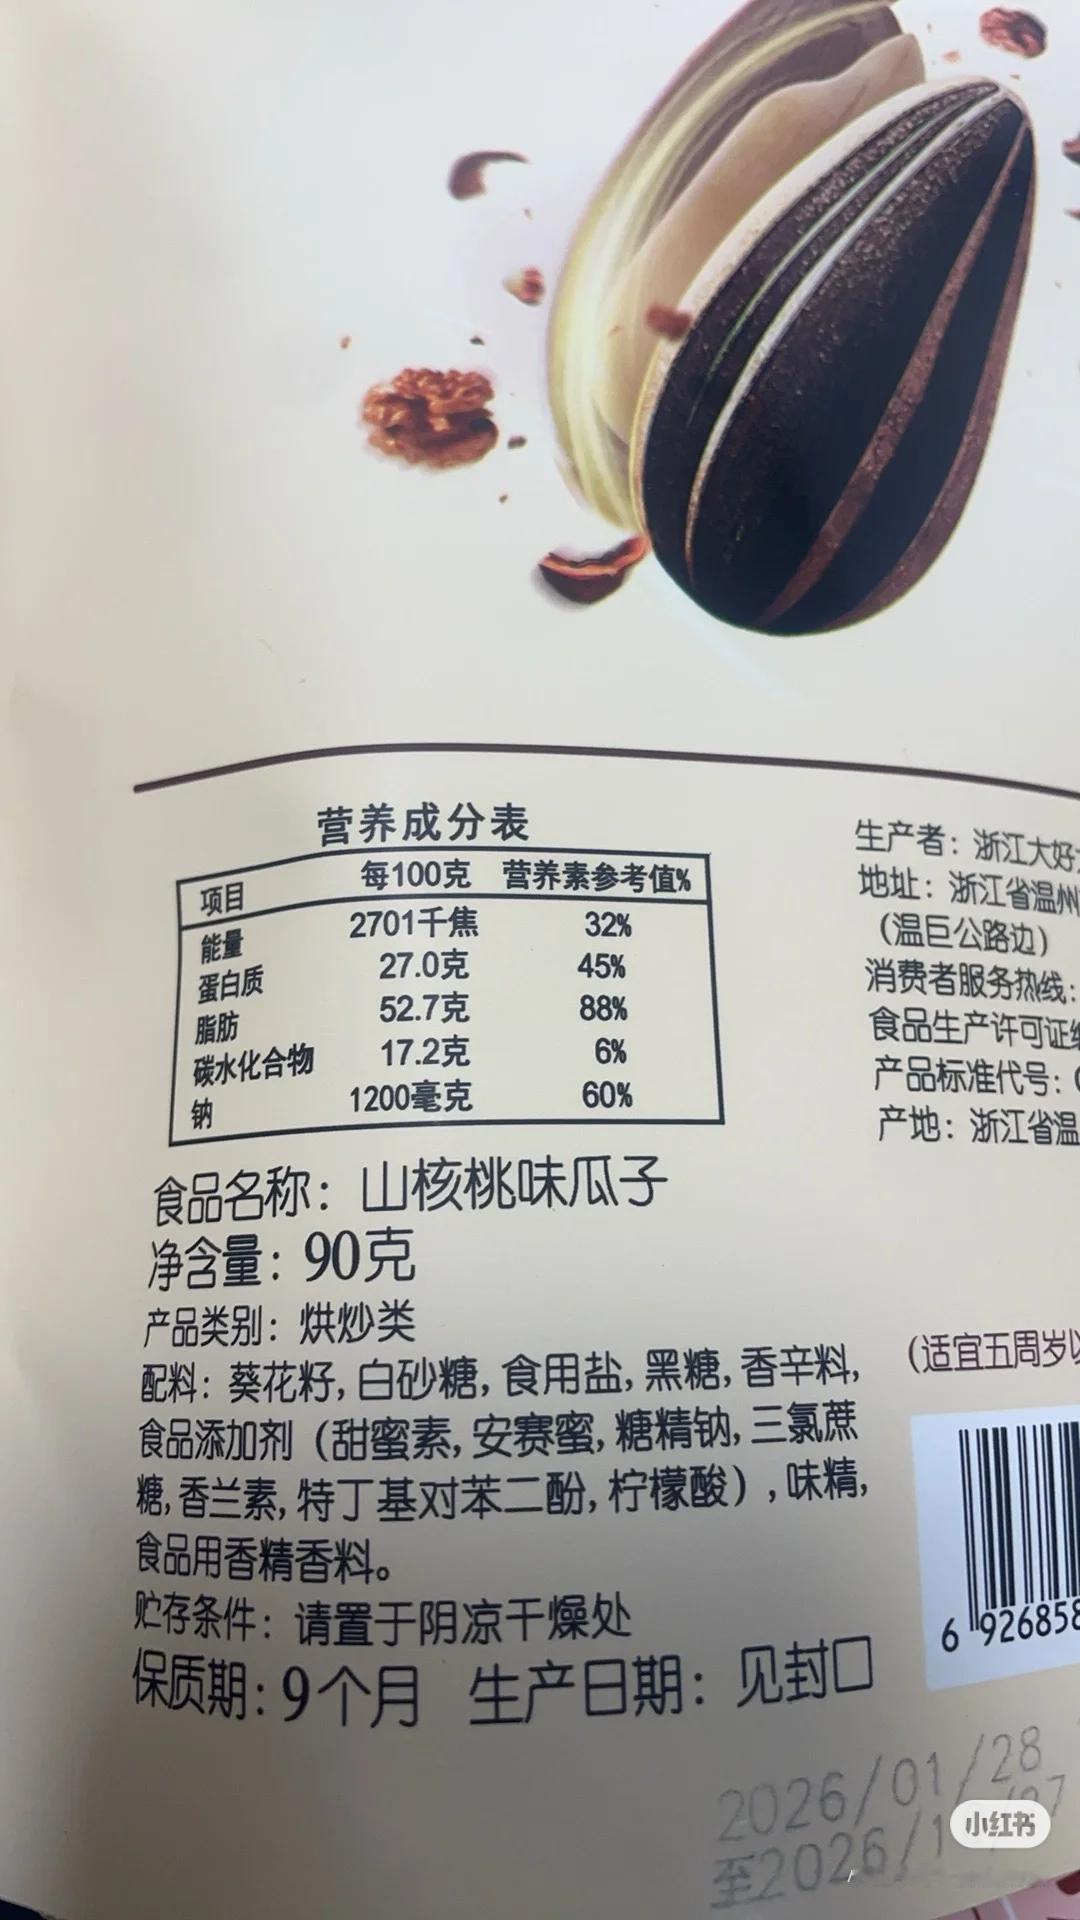 营养成分表
项目 每100克 营养素参考值%
能量 2701千焦 32%
蛋白质 27.0克 45%
脂肪 52.7克 88%
碳水化合物 17.2克 6%
钠 1200毫克 60%
食品名称：山核桃味瓜子
净含量：90克
产品类别：烘炒类
配料：葵花籽,白砂糖,食用盐,黑糖,香辛料,
食品添加剂（甜蜜素,安赛蜜,糖精钠,三氯蔗
糖,香兰素,特丁基对苯二酚,柠檬酸）,味精,
食品用香精香料。
贮存条件：请置于阴凉干燥处
保质期：9个月 生产日期：见封口
生产者：浙江大好
地址：浙江省温州
（温巨公路边）
消费者服务热线：
食品生产许可证
产品标准代号：
产地：浙江省温
（适宜五周岁
6 926858
2026/01/28
至2026/1
小红书